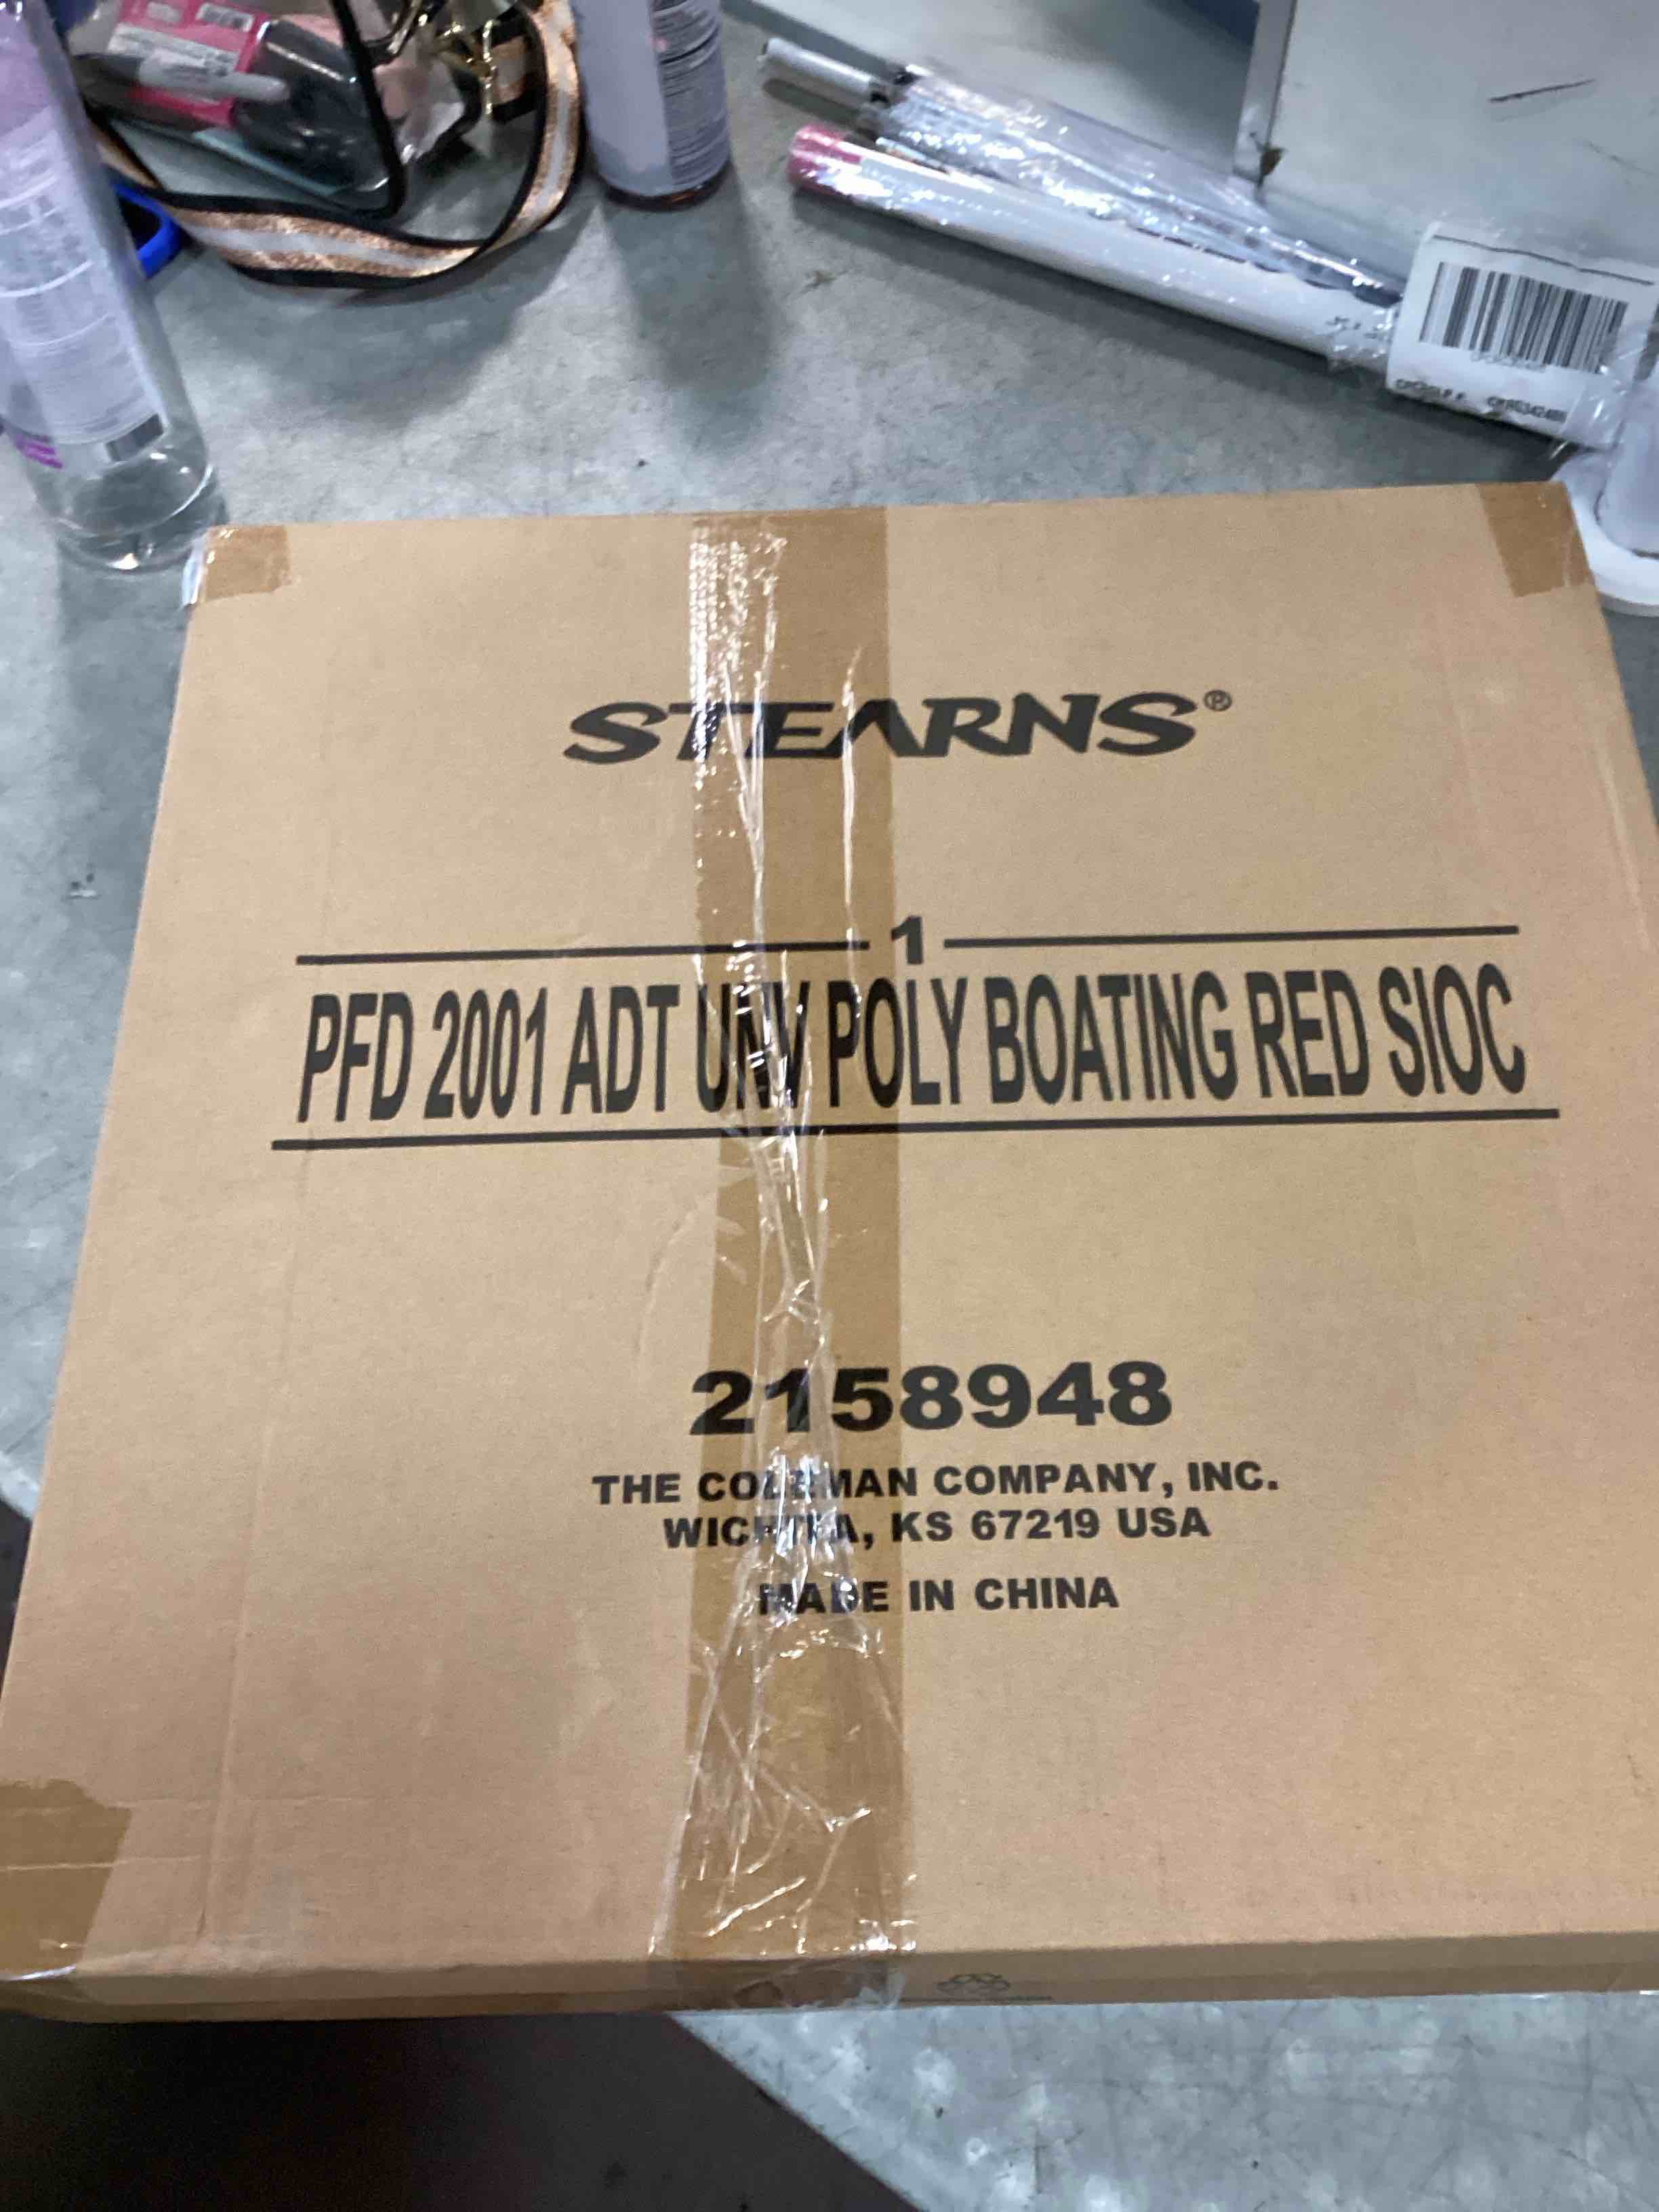 STEARNS®
1
PFD 2001 ADT UNV POLY BOATING RED SIOC
2158948
THE COLEMAN COMPANY, INC.
WICHITA, KS 67219 USA
MADE IN CHINA